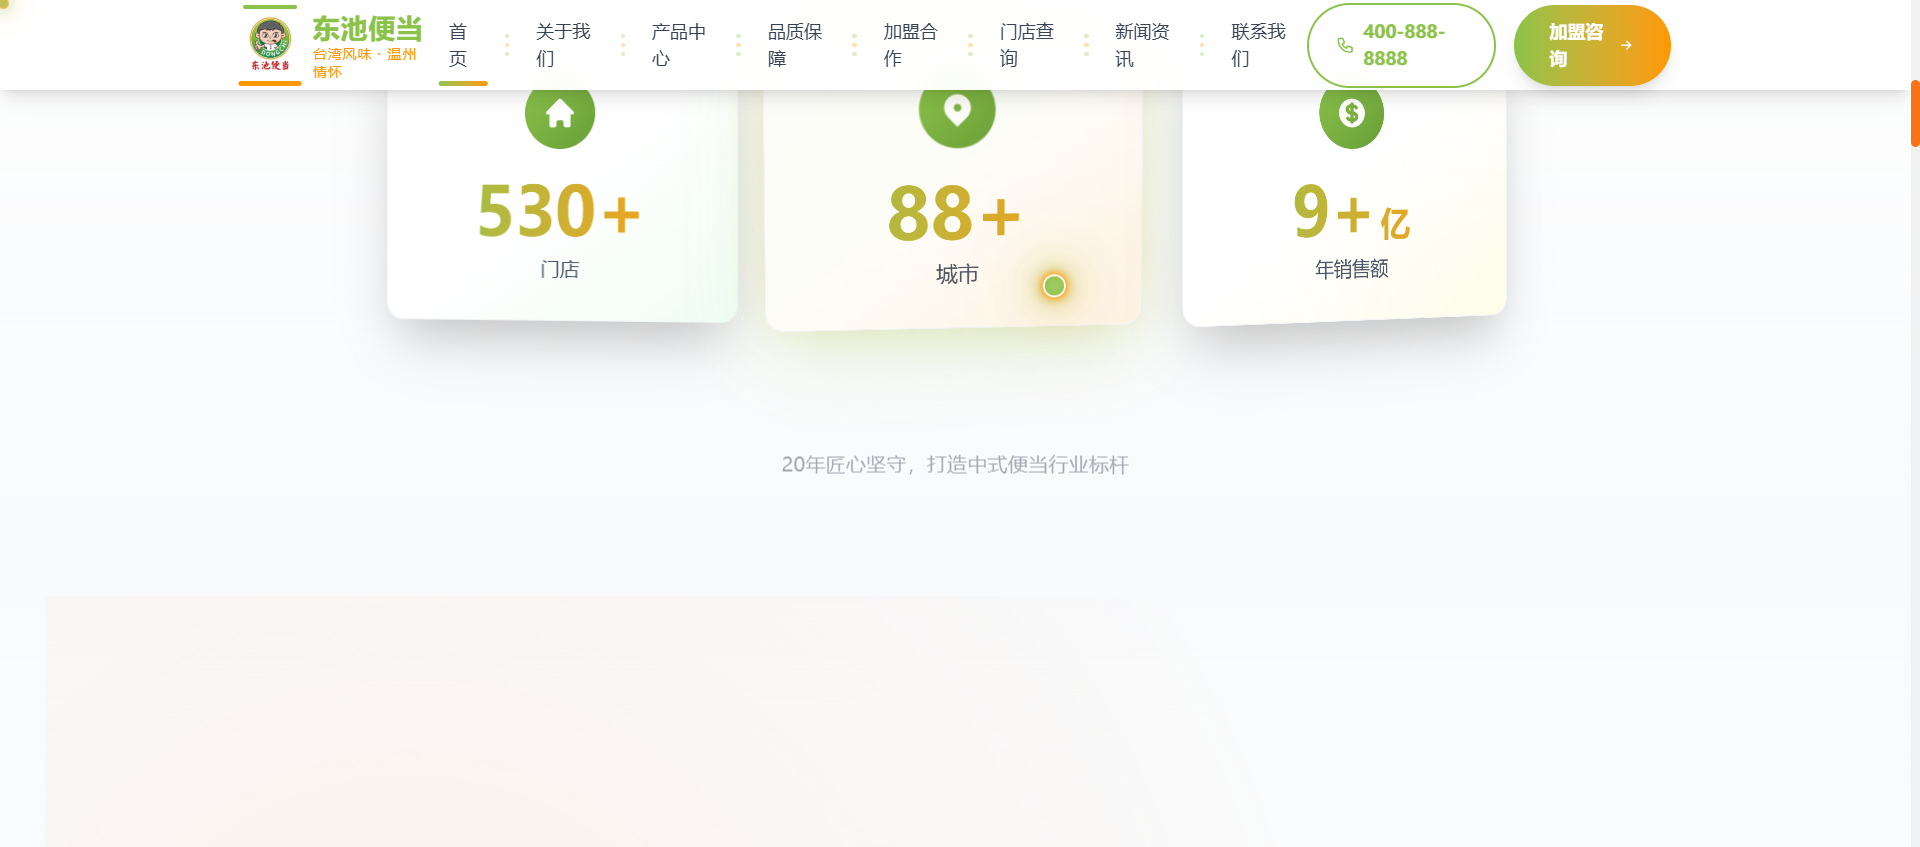 东池便当
台湾风味 · 温州
情怀
DONGCHI
东池便当
首
页
关于我
们
产品中
心
品质保
障
加盟合
作
门店查
询
新闻资
讯
联系我
们
400-888-
8888
加盟咨
询
530+
门店
88+
城市
9+亿
年销售额
20年匠心坚守，打造中式便当行业标杆